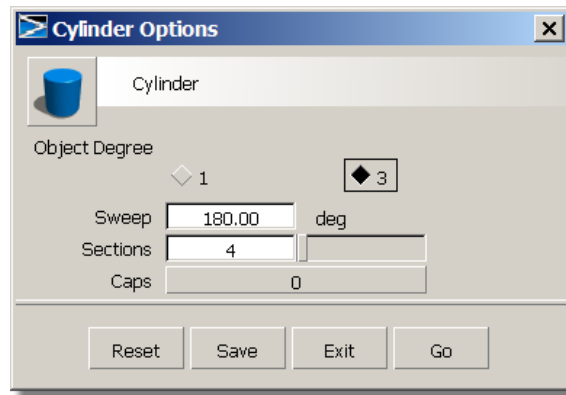 Cylinder Options
Cylinder
Object Degree
1 3
Sweep 180.00 deg
Sections 4
Caps 0
Reset Save Exit Go